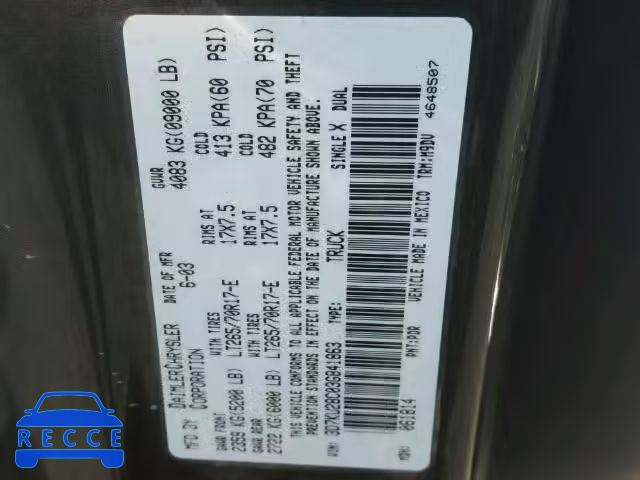 MFD BY DAIMLERCHRYSLER CORPORATION DATE OF MFR 6-03 GVWR 4083 KG(09000 LB)
GAWR FRONT 2359 KG(5200 LB) WITH TIRES LT265/70R17-E RIMS AT 17X7.5 COLD 413 KPA(60 PSI)
GAWR REAR 2722 KG(6000 LB) WITH TIRES LT265/70R17-E RIMS AT 17X7.5 COLD 482 KPA(70 PSI)
THIS VEHICLE CONFORMS TO ALL APPLICABLE FEDERAL MOTOR VEHICLE SAFETY AND THEFT
PREVENTION STANDARDS IN EFFECT ON THE DATE OF MANUFACTURE SHOWN ABOVE.
VIN: 3D7KU28C03G841863 TYPE: TRUCK SINGLE X DUAL
MDH: 061814 PNT:PDR VEHICLE MADE IN MEXICO TRM:M9DV 4648507